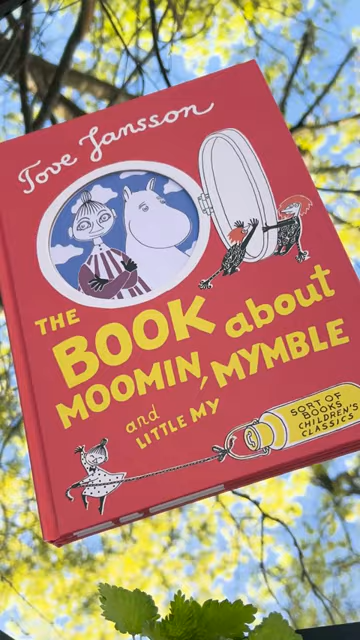 Tove Jansson
THE
BOOK about
MOOMIN, MYMBLE
and
LITTLE MY
SORT OF
BOOKS
CHILDREN'S
CLASSICS